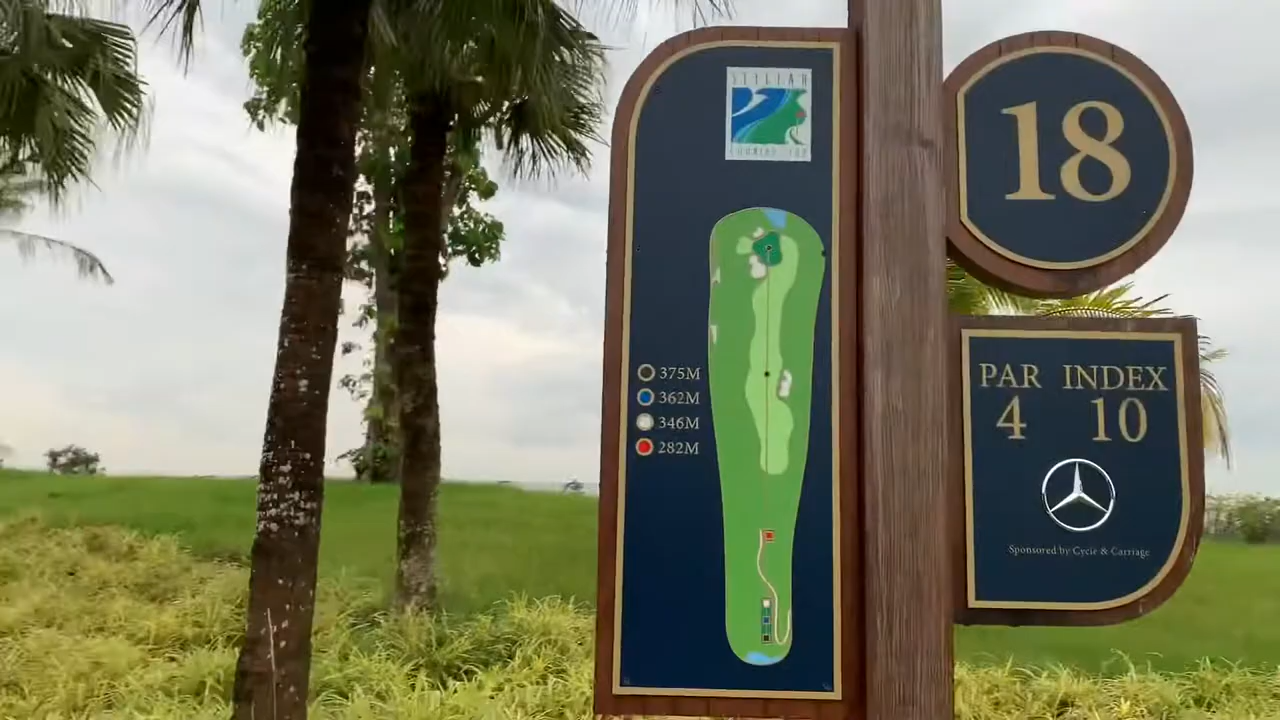 18
375M
362M
346M
282M
PAR INDEX
4 10
Sponsored by Cycle & Carriage